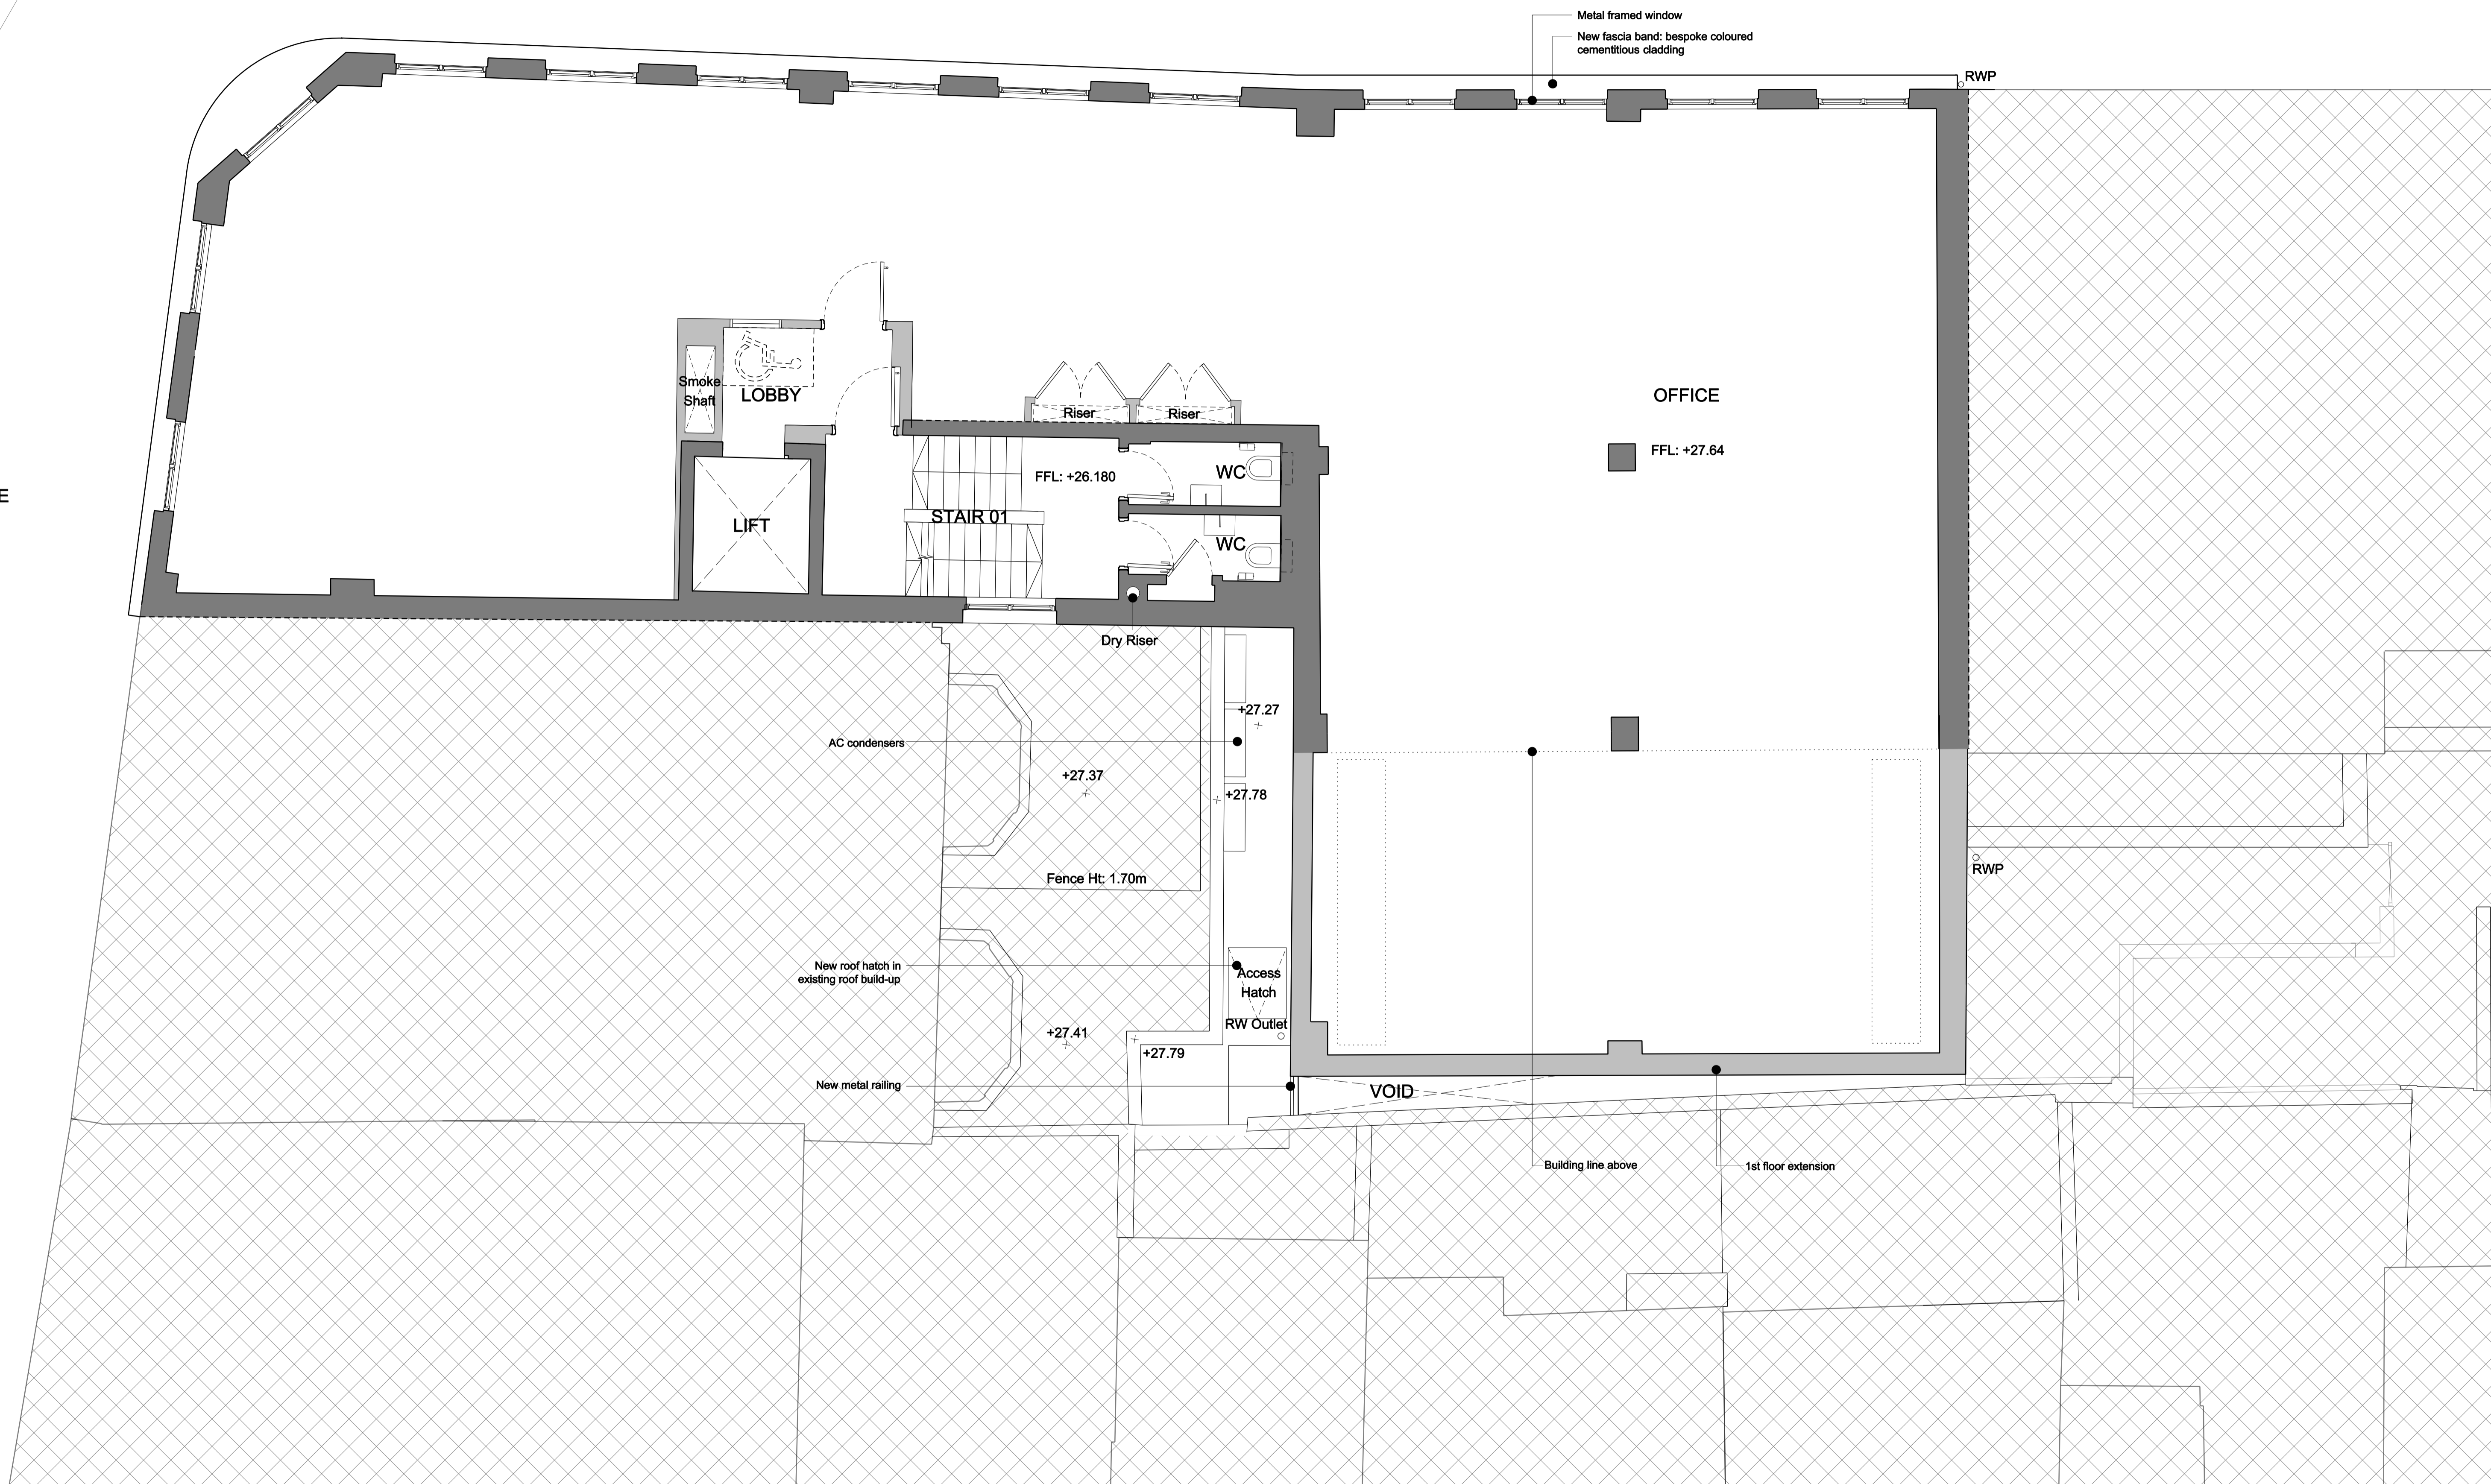 Metal framed window
New fascia band: bespoke coloured
cementitious cladding
RWP
Smoke
Shaft
LOBBY
Riser
Riser
OFFICE
FFL: +27.64
WC
FFL: +26.180
E
STAIR 01
LIFT
WC
Dry Riser
+27.27
AC condensers
+27.37
+27.78
Fence Ht: 1.70m
RWP
New roof hatch in
existing roof build-up
Access
Hatch
RW Outlet
+27.41
+27.79
New metal railing
VOID
Building line above
1st floor extension